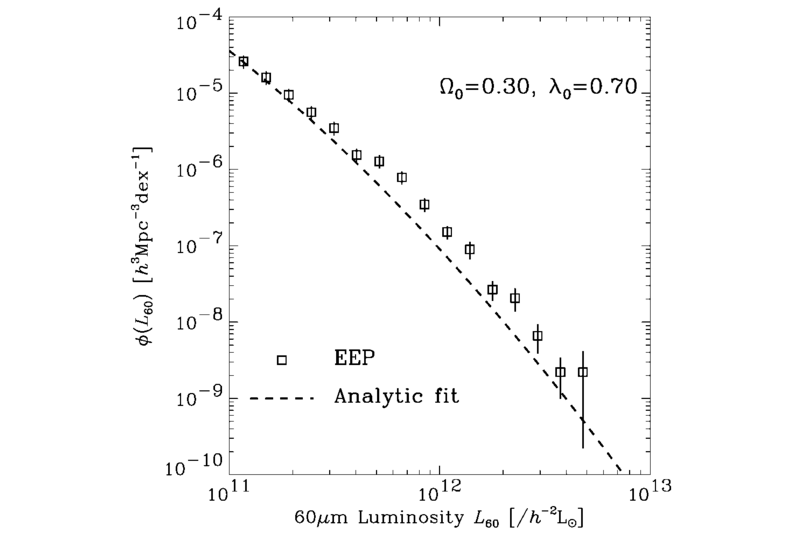 10⁻⁴
Ω₀=0.30, λ₀=0.70
10⁻⁵
10⁻⁶
10⁻⁷
10⁻⁸
10⁻⁹
10⁻¹⁰
ϕ(L₆₀) [h³Mpc⁻³dex⁻¹]
EEP
Analytic fit
10¹¹ 10¹² 10¹³
60μm Luminosity L₆₀ [/h⁻²L☉]